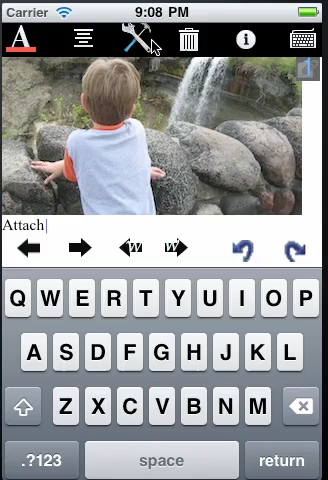 Carrier 9:08 PM
A
Attach
W W
Q W E R T Y U I O P
A S D F G H J K L
Z X C V B N M
.?123 space return